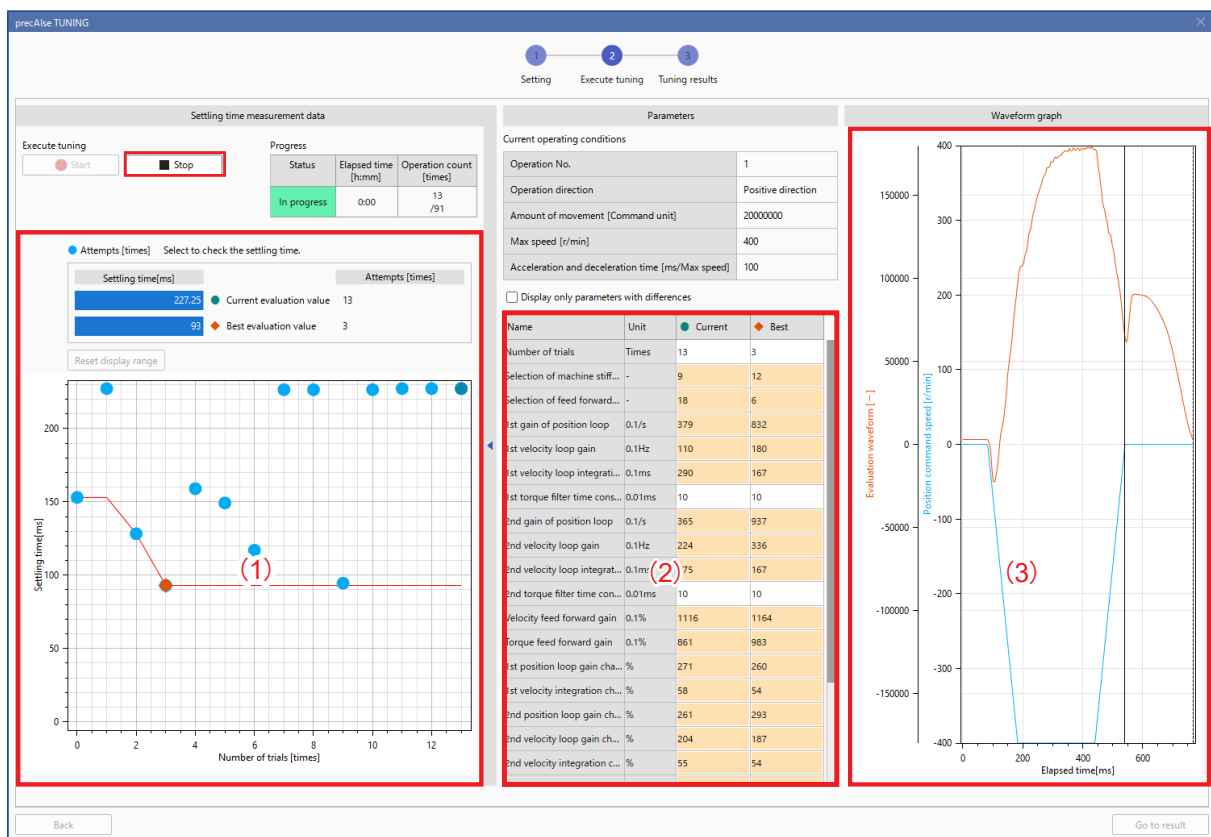 precAIse TUNING
1 2 3
Setting Execute tuning Tuning results
Settling time measurement data
Execute tuning
Start
Stop
Progress
Status Elapsed time [h:mm] Operation count [times]
In progress 0:00 13 /91
Attempts [times] Select to check the settling time.
Settling time[ms] Attempts [times]
227.25 Current evaluation value 13
93 Best evaluation value 3
Reset display range
Settling time[ms]
200
150
100
50
0
0 2 4 6 8 10 12
Number of trials [times]
(1)
Parameters
Current operating conditions
Operation No. 1
Operation direction Positive direction
Amount of movement [Command unit] 20000000
Max speed [r/min] 400
Acceleration and deceleration time [ms/Max speed] 100
Display only parameters with differences
Name Unit Current Best
Number of trials Times 13 3
Selection of machine stiff... - 9 12
Selection of feed forward... - 18 6
1st gain of position loop 0.1/s 379 832
1st velocity loop gain 0.1Hz 110 180
1st velocity loop integrati... 0.1ms 290 167
1st torque filter time cons... 0.01ms 10 10
2nd gain of position loop 0.1/s 365 937
2nd velocity loop gain 0.1Hz 224 336
2nd velocity loop integrat... 0.1ms 75 167
2nd torque filter time con... 0.01ms 10 10
Velocity feed forward gain 0.1% 1116 1164
Torque feed forward gain 0.1% 861 983
1st position loop gain cha... % 271 260
1st velocity integration ch... % 58 54
2nd position loop gain ch... % 261 293
2nd velocity loop gain ch... % 204 187
2nd velocity integration c... % 55 54
(2)
Waveform graph
Evaluation waveform [－]
150000
100000
50000
0
-50000
-100000
-150000
Position command speed [r/min]
400
300
200
100
0
-100
-200
-300
-400
0 200 400 600
Elapsed time[ms]
(3)
Back
Go to result